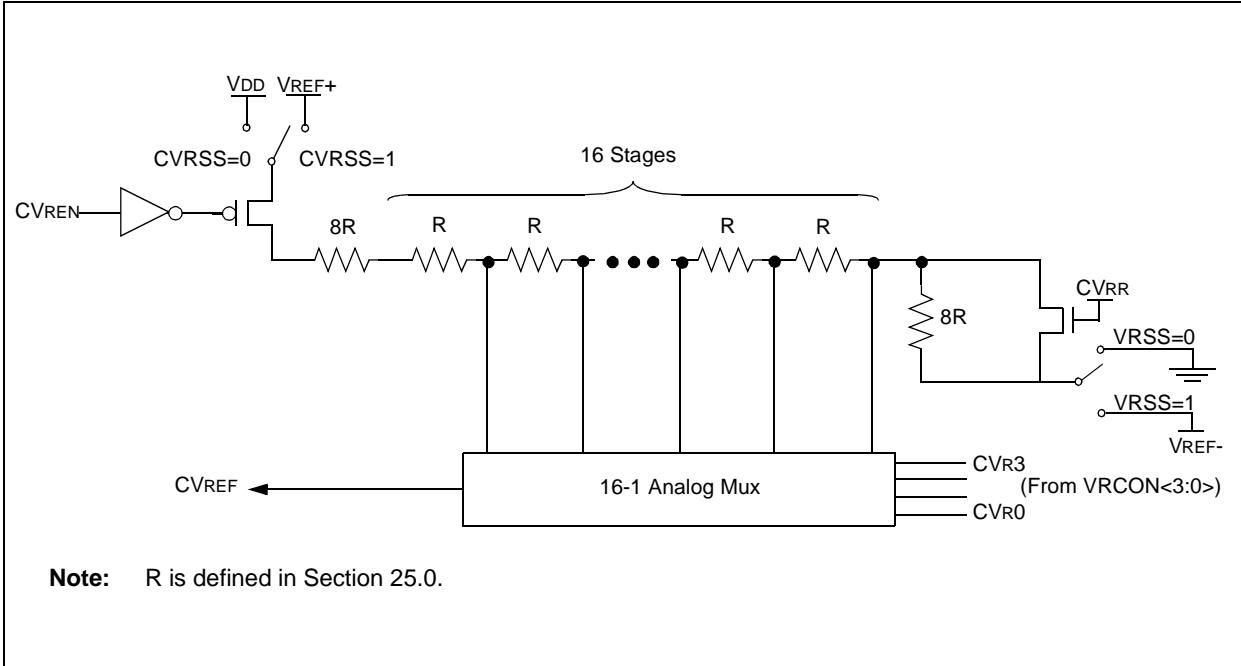 VDD VREF+
CVRSS=0 CVRSS=1
16 Stages
CVREN
8R R R R R
CVRR
8R
VRSS=0
VRSS=1
VREF-
CVREF
16-1 Analog Mux
CVR3
(From VRCON<3:0>)
CVR0
Note: R is defined in Section 25.0.